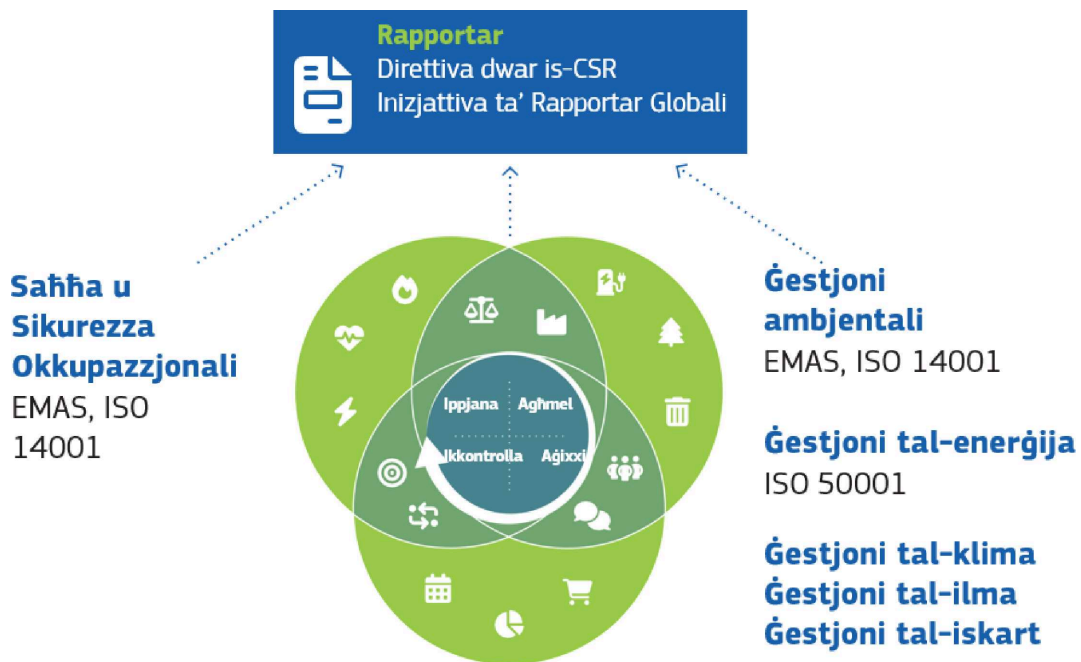 Rapportar
Direttiva dwar is-CSR
Inizjattiva ta’ Rapportar Globali
Saħħa u
Sikurezza
Okkupazzjonali
EMAS, ISO
14001
Ippjana
Agħmel
Ikkontrolla
Aġixxi
Ġestjoni
ambjentali
EMAS, ISO 14001
Ġestjoni tal-enerġija
ISO 50001
Ġestjoni tal-klima
Ġestjoni tal-ilma
Ġestjoni tal-iskart